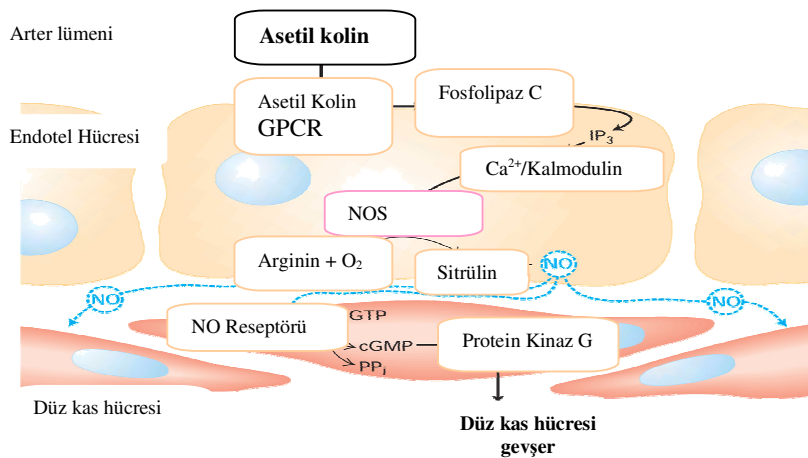 Arter lümeni
Asetil kolin
Asetil Kolin
GPCR
Fosfolipaz C
Endotel Hücresi
IP₃
Ca²⁺/Kalmodulin
NOS
Arginin + O₂
Sitrülin
NO
NO
NO
NO Reseptörü
GTP
cGMP
PPᵢ
Protein Kinaz G
Düz kas hücresi
Düz kas hücresi
gevşer